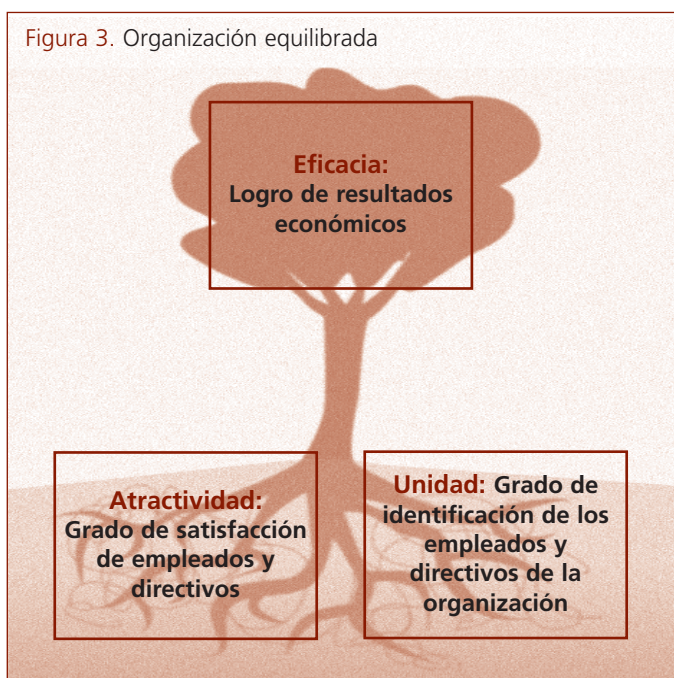 Figura 3. Organización equilibrada
Eficacia:
Logro de resultados
económicos
Atractividad:
Grado de satisfacción
de empleados y
directivos
Unidad: Grado de
identificación de los
empleados y
directivos de la
organización